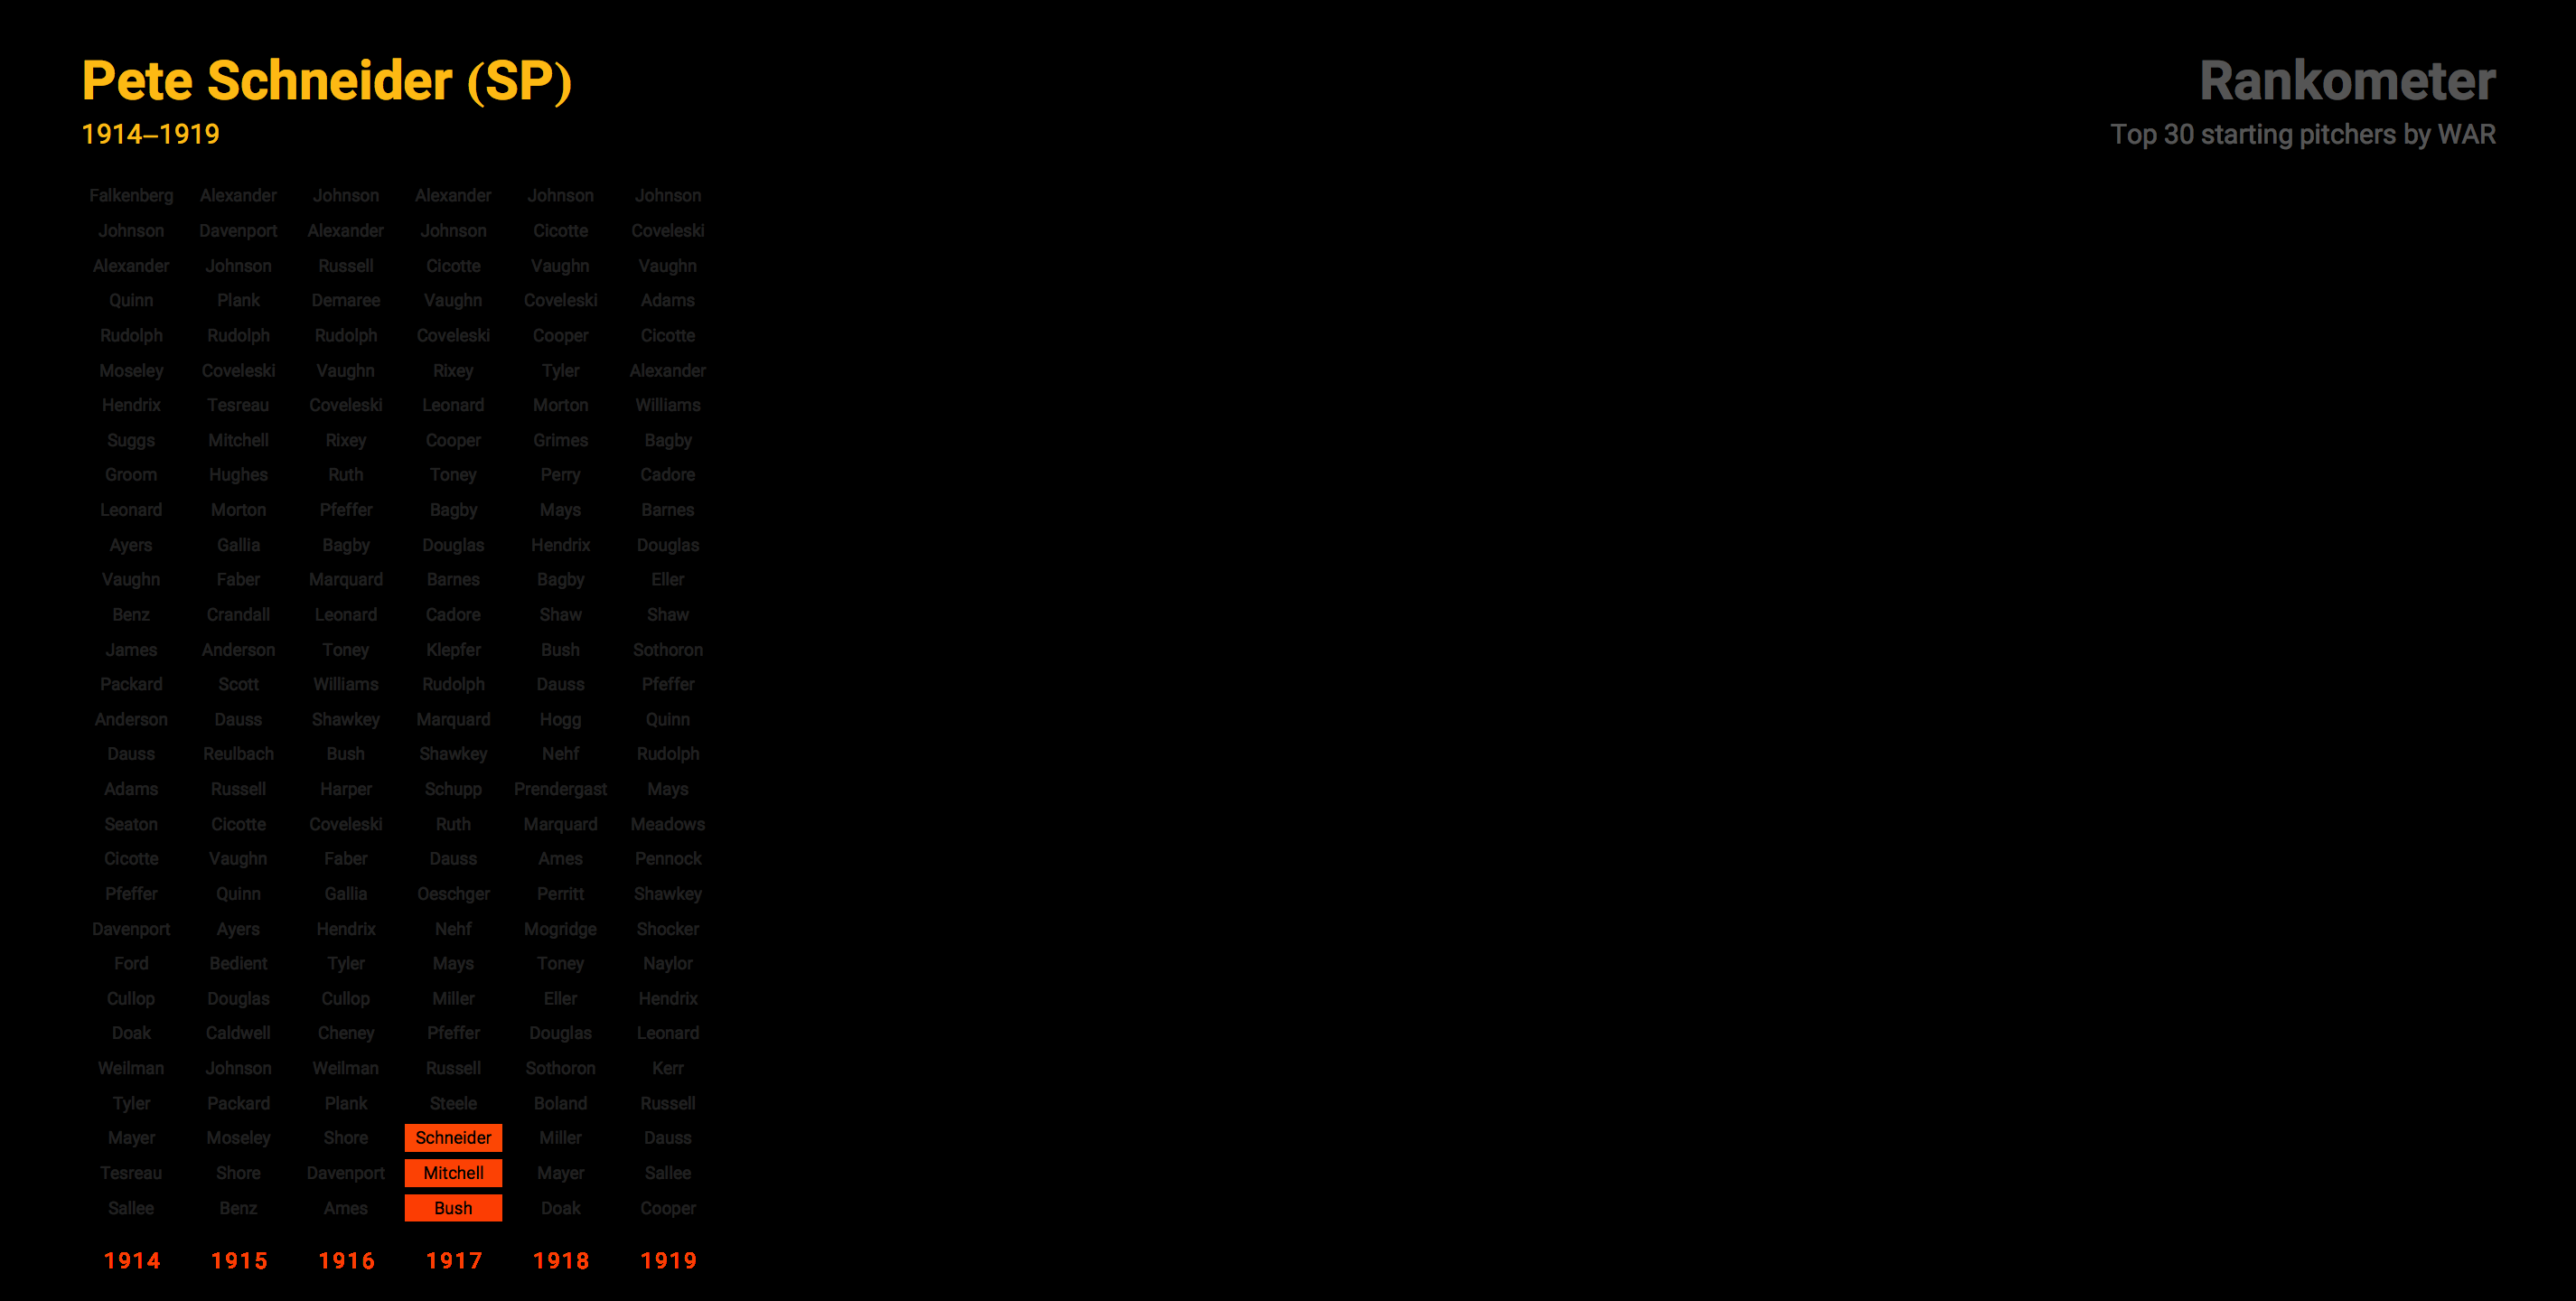 Pete Schneider (SP)
1914–1919
Rankometer
Top 30 starting pitchers by WAR
Falkenberg Alexander Johnson Alexander Johnson Johnson
Johnson Davenport Alexander Johnson Cicotte Coveleski
Alexander Johnson Russell Cicotte Vaughn Vaughn
Quinn Plank Demaree Vaughn Coveleski Adams
Rudolph Rudolph Rudolph Coveleski Cooper Cicotte
Moseley Coveleski Vaughn Rixey Tyler Alexander
Hendrix Tesreau Coveleski Leonard Morton Williams
Suggs Mitchell Rixey Cooper Grimes Bagby
Groom Hughes Ruth Toney Perry Cadore
Leonard Morton Pfeffer Bagby Mays Barnes
Ayers Gallia Bagby Douglas Hendrix Douglas
Vaughn Faber Marquard Barnes Bagby Eller
Benz Crandall Leonard Cadore Shaw Shaw
James Anderson Toney Klepfer Bush Sothoron
Packard Scott Williams Rudolph Dauss Pfeffer
Anderson Dauss Shawkey Marquard Hogg Quinn
Dauss Reulbach Bush Shawkey Nehf Rudolph
Adams Russell Harper Schupp Prendergast Mays
Seaton Cicotte Coveleski Ruth Marquard Meadows
Cicotte Vaughn Faber Dauss Ames Pennock
Pfeffer Quinn Gallia Oeschger Perritt Shawkey
Davenport Ayers Hendrix Nehf Mogridge Shocker
Ford Bedient Tyler Mays Toney Naylor
Cullop Douglas Cullop Miller Eller Hendrix
Doak Caldwell Cheney Pfeffer Douglas Leonard
Weilman Johnson Weilman Russell Sothoron Kerr
Tyler Packard Plank Steele Boland Russell
Mayer Moseley Shore Schneider Miller Dauss
Tesreau Shore Davenport Mitchell Mayer Sallee
Sallee Benz Ames Bush Doak Cooper
1914 1915 1916 1917 1918 1919